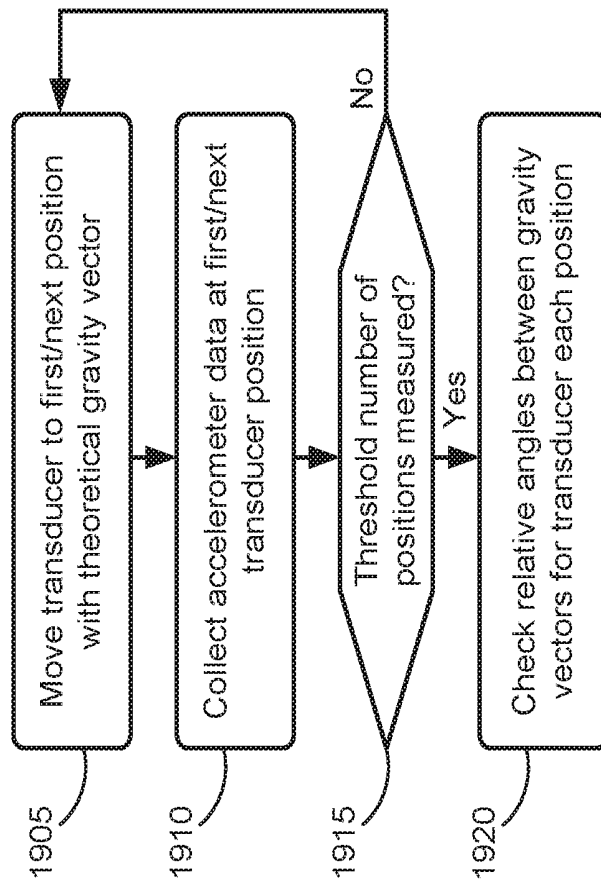 1905
Move transducer to first/next position
with theoretical gravity vector
1910
Collect accelerometer data at first/next
transducer position
1915
Threshold number of
positions measured?
No
Yes
1920
Check relative angles between gravity
vectors for transducer each position